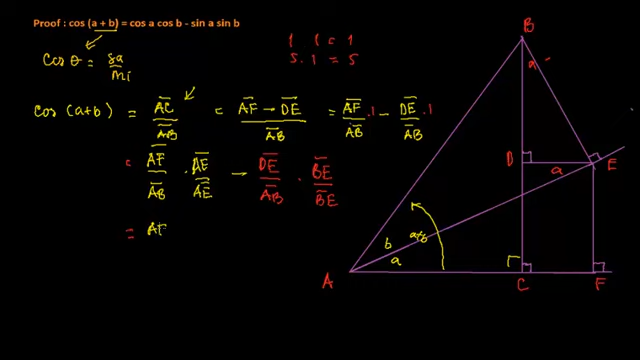 Proof : cos (a + b) = cos a cos b - sin a sin b
1 . 1 = 1
5 . 1 = 5
Cos θ = sa / mi
Cos (a+b) = AC / AB = AF - DE / AB = AF / AB . 1 - DE / AB . 1
= AF / AB . AE / AE - DE / AB . BE / BE
= AF
B
a
D
E
a
b
a+b
a
A
C
F